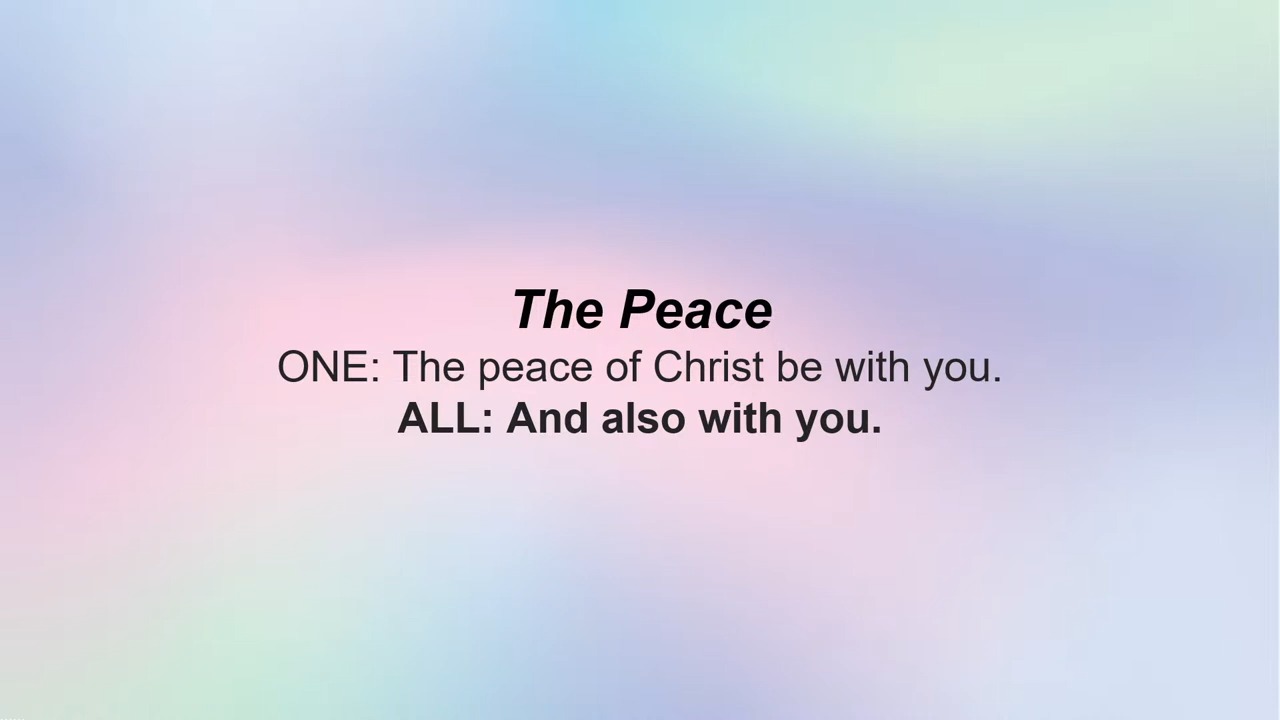 The Peace
ONE: The peace of Christ be with you.
ALL: And also with you.